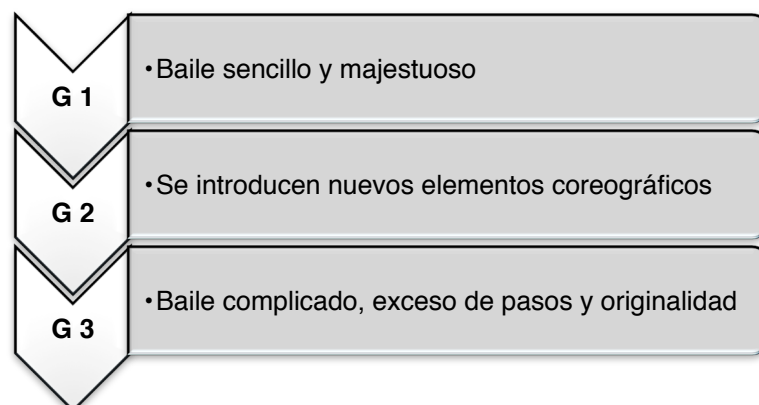 G 1
•Baile sencillo y majestuoso
G 2
•Se introducen nuevos elementos coreográficos
G 3
•Baile complicado, exceso de pasos y originalidad